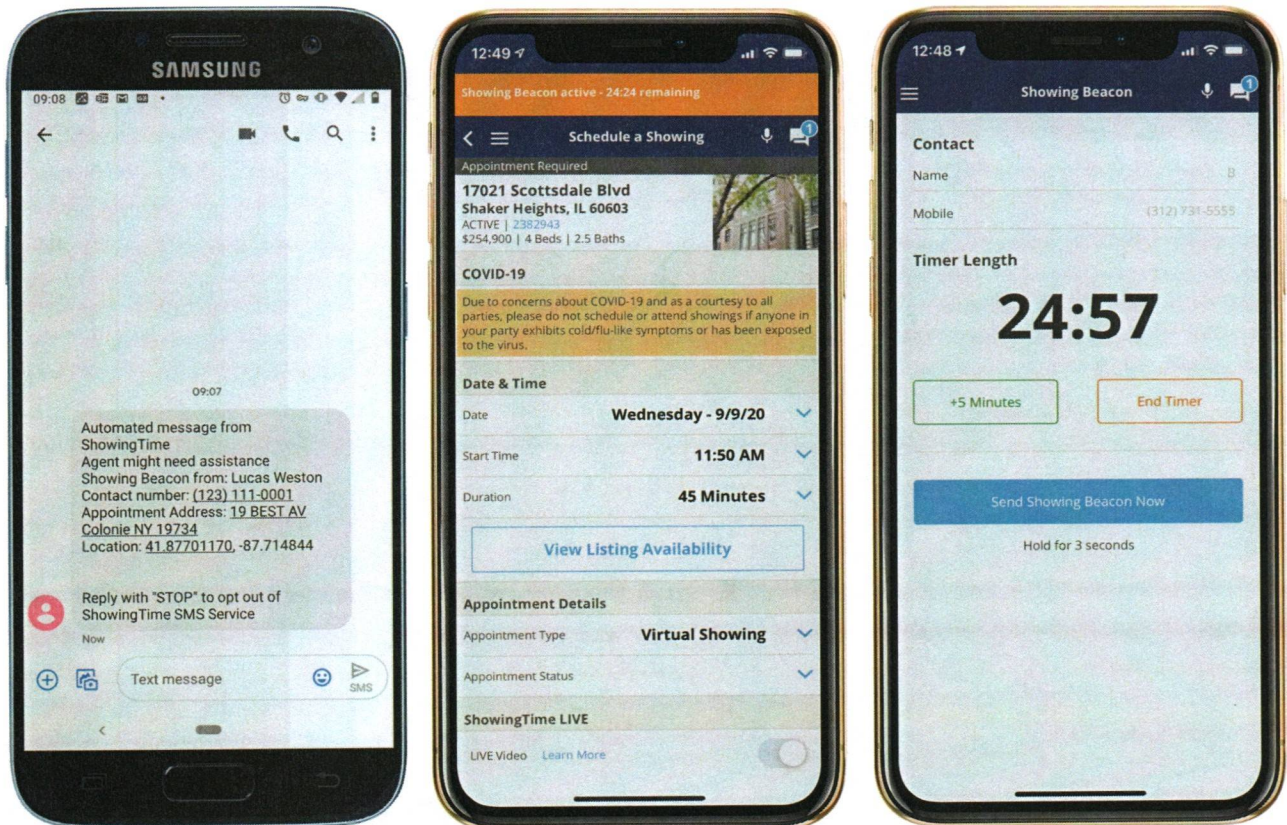 SAMSUNG
09:08
09:07
Automated message from
ShowingTime
Agent might need assistance
Showing Beacon from: Lucas Weston
Contact number: (123) 111-0001
Appointment Address: 19 BEST AV
Colonie NY 19734
Location: 41.87701170, -87.714844
Reply with "STOP" to opt out of
ShowingTime SMS Service
Now
Text message
SMS
12:49
Showing Beacon active - 24:24 remaining
Schedule a Showing
1
Appointment Required
17021 Scottsdale Blvd
Shaker Heights, IL 60603
ACTIVE | 2382943
$254,900 | 4 Beds | 2.5 Baths
COVID-19
Due to concerns about COVID-19 and as a courtesy to all
parties, please do not schedule or attend showings if anyone in
your party exhibits cold/flu-like symptoms or has been exposed
to the virus.
Date & Time
Date Wednesday - 9/9/20
Start Time 11:50 AM
Duration 45 Minutes
View Listing Availability
Appointment Details
Appointment Type Virtual Showing
Appointment Status
ShowingTime LIVE
LIVE Video Learn More
12:48
Showing Beacon
1
Contact
Name B
Mobile (312) 731-5555
Timer Length
24:57
+5 Minutes End Timer
Send Showing Beacon Now
Hold for 3 seconds